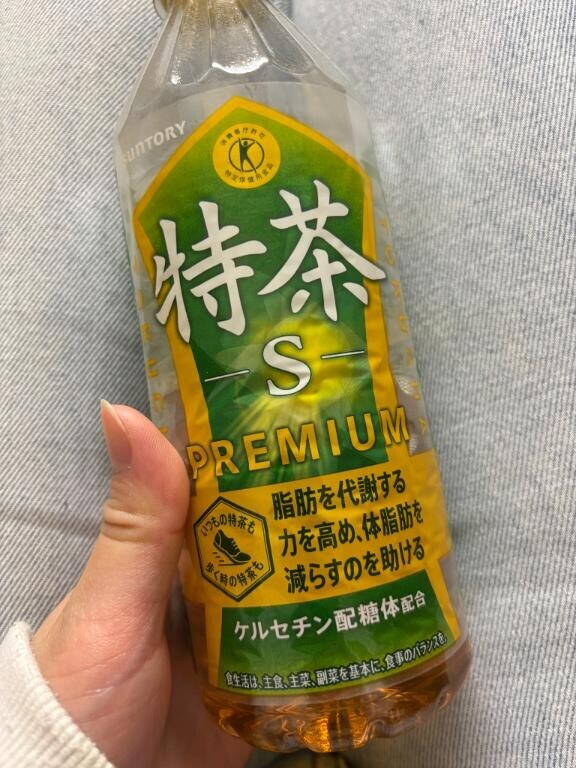 SUNTORY
消費者庁許可
特定保健用食品
特茶
S
PREMIUM
いつもの特茶も
歩く時の特茶も
脂肪を代謝する
力を高め、体脂肪を
減らすのを助ける
ケルセチン配糖体配合
食生活は、主食、主菜、副菜を基本に、食事のバランスを。